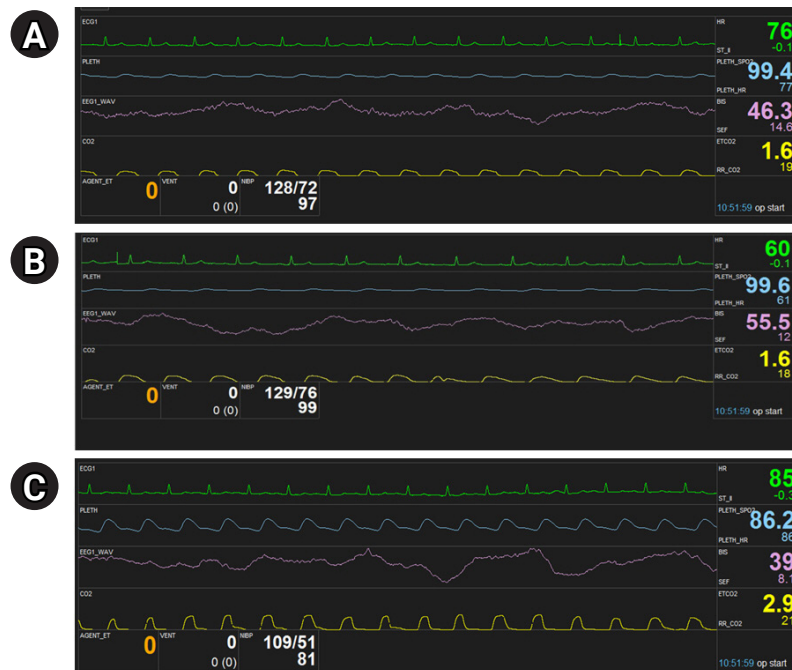 A
ECG1
HR
76
ST_II
-0.1
PLETH
PLETH_SPO2
99.4
PLETH_HR
77
EEG1_WAV
BIS
46.3
SEF
14.6
CO2
ETCO2
1.6
RR_CO2
19
AGENT_ET
0
VENT
0
0 (0)
NBP
128/72
97
10:51:59 op start
B
ECG1
HR
60
ST_II
-0.1
PLETH
PLETH_SPO2
99.6
PLETH_HR
61
EEG1_WAV
BIS
55.5
SEF
12
CO2
ETCO2
1.6
RR_CO2
18
AGENT_ET
0
VENT
0
0 (0)
NBP
129/76
99
10:51:59 op start
C
ECG1
HR
85
ST_II
-0.3
PLETH
PLETH_SPO2
86.2
PLETH_HR
86
EEG1_WAV
BIS
39
SEF
8.1
CO2
ETCO2
2.9
RR_CO2
21
AGENT_ET
0
VENT
0
0 (0)
NBP
109/51
81
10:51:59 op start